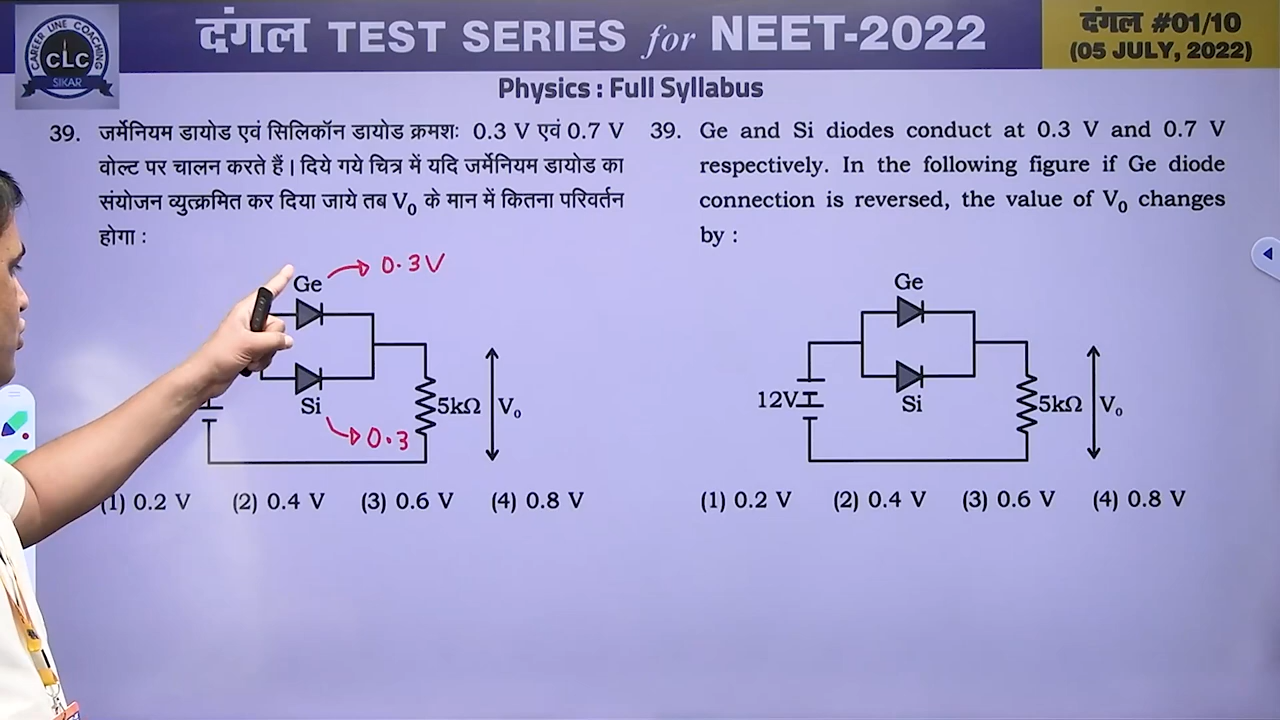 दंगल TEST SERIES for NEET-2022
दंगल #01/10
(05 JULY, 2022)
CAREER LINE COACHING
CLC
SIKAR
Physics : Full Syllabus
39. जर्मेनियम डायोड एवं सिलिकॉन डायोड क्रमशः 0.3 V एवं 0.7 V
वोल्ट पर चालन करते हैं। दिये गये चित्र में यदि जर्मेनियम डायोड का
संयोजन व्युत्क्रमित कर दिया जाये तब V₀ के मान में कितना परिवर्तन
होगा :
Ge
0.3V
Si
0.3
5kΩ
V₀
(1) 0.2 V (2) 0.4 V (3) 0.6 V (4) 0.8 V
39. Ge and Si diodes conduct at 0.3 V and 0.7 V
respectively. In the following figure if Ge diode
connection is reversed, the value of V₀ changes
by :
Ge
Si
12V
5kΩ
V₀
(1) 0.2 V (2) 0.4 V (3) 0.6 V (4) 0.8 V